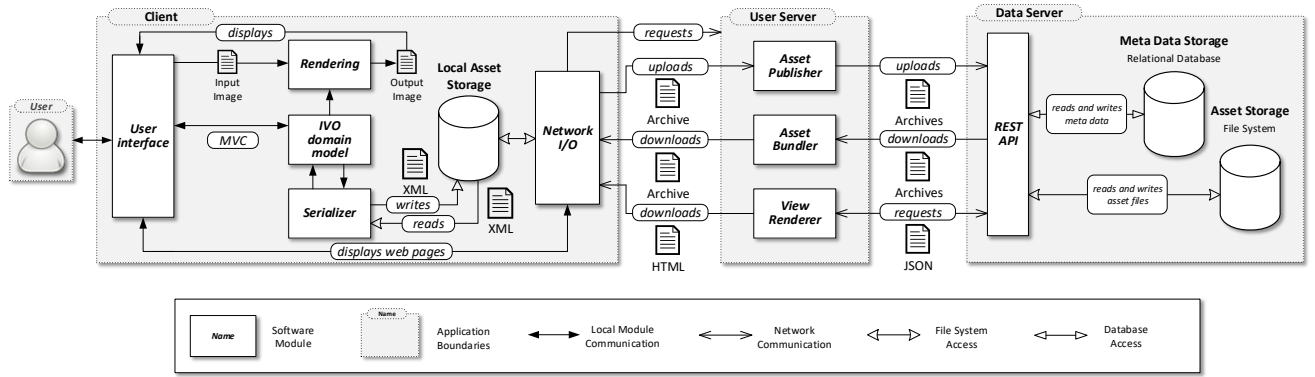 Client
User Server
Data Server
displays
requests
Input
Image
Rendering
Output
Image
Local Asset
Storage
uploads
Asset
Publisher
uploads
Meta Data Storage
Relational Database
User
User
interface
MVC
IVO
domain
model
Network
I/O
Archive
downloads
Asset
Bundler
Archives
downloads
REST
API
reads and writes
meta data
Asset Storage
File System
XML
writes
Serializer
reads
XML
Archive
downloads
View
Renderer
Archives
requests
reads and writes
asset files
displays web pages
HTML
JSON
Name
Software
Module
Name
Application
Boundaries
Local Module
Communication
Network
Communication
File System
Access
Database
Access